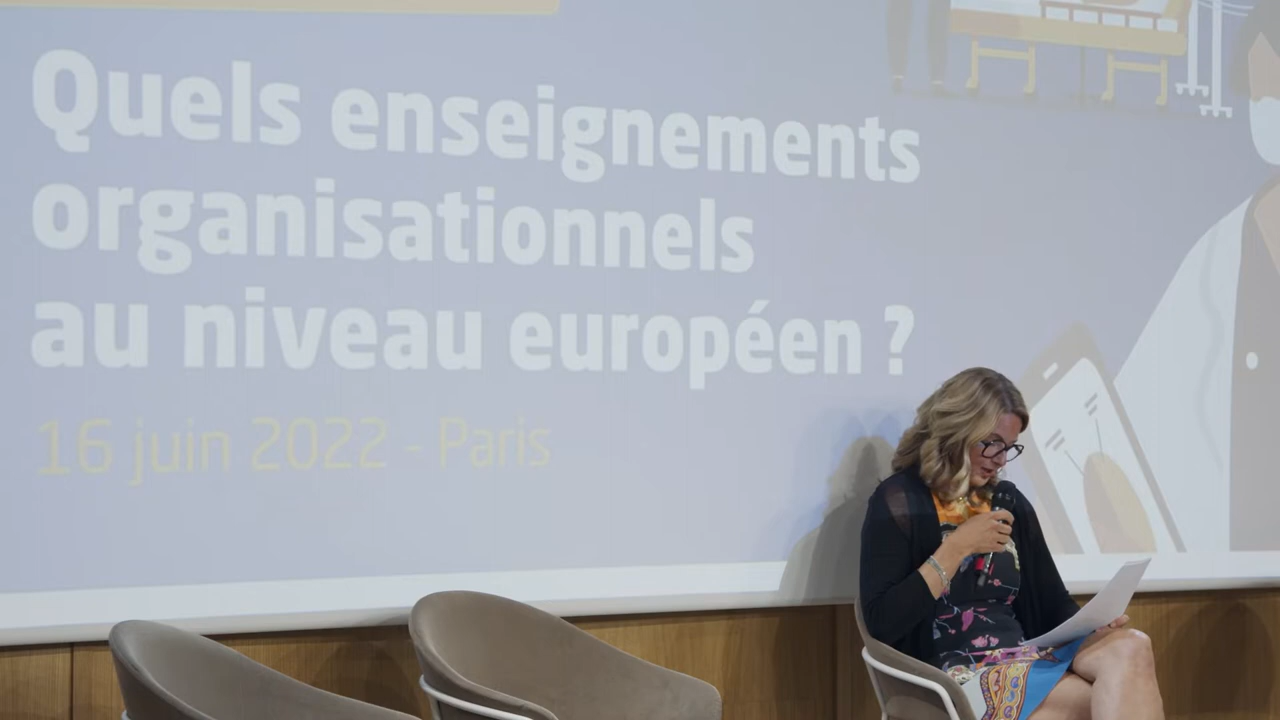 Quels enseignements
organisationnels
au niveau européen ?
16 juin 2022 - Paris